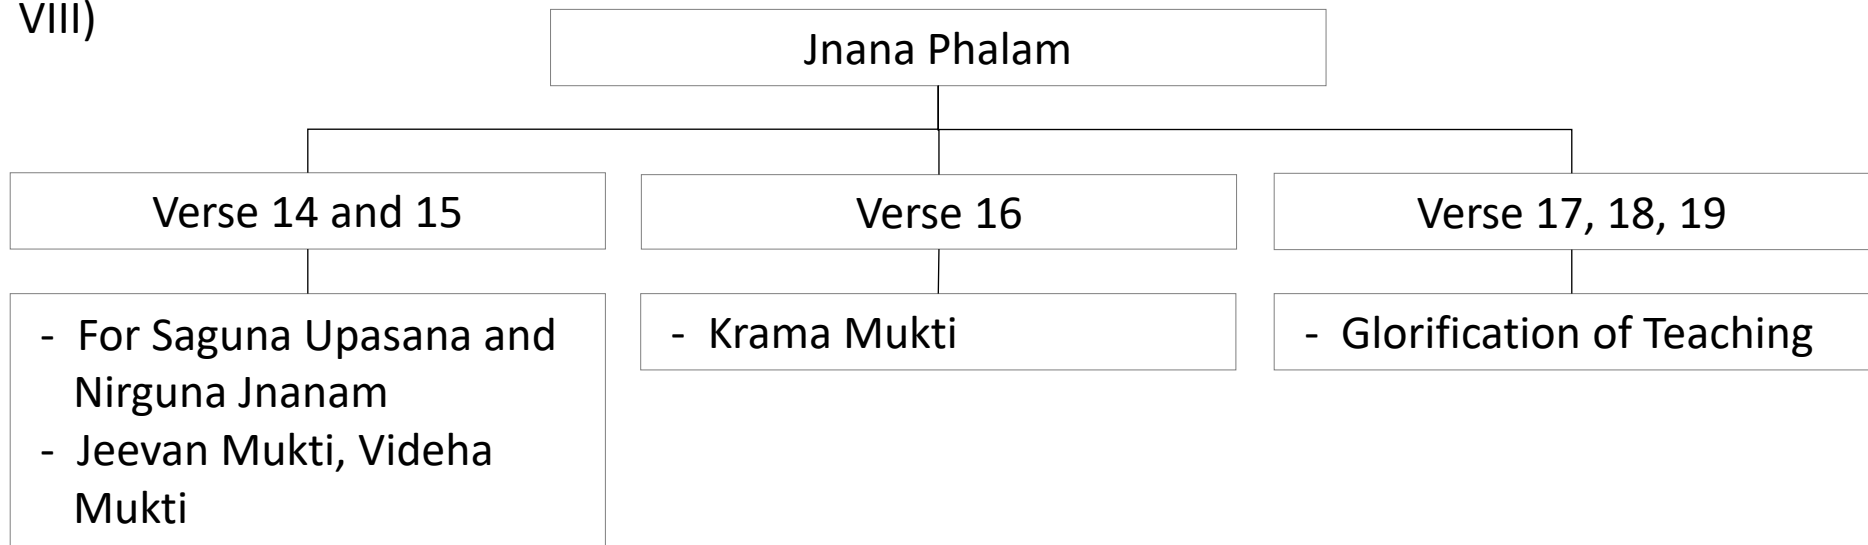 VIII)
Jnana Phalam
Verse 14 and 15
Verse 16
Verse 17, 18, 19
- For Saguna Upasana and
Nirguna Jnanam
- Jeevan Mukti, Videha
Mukti
- Krama Mukti
- Glorification of Teaching